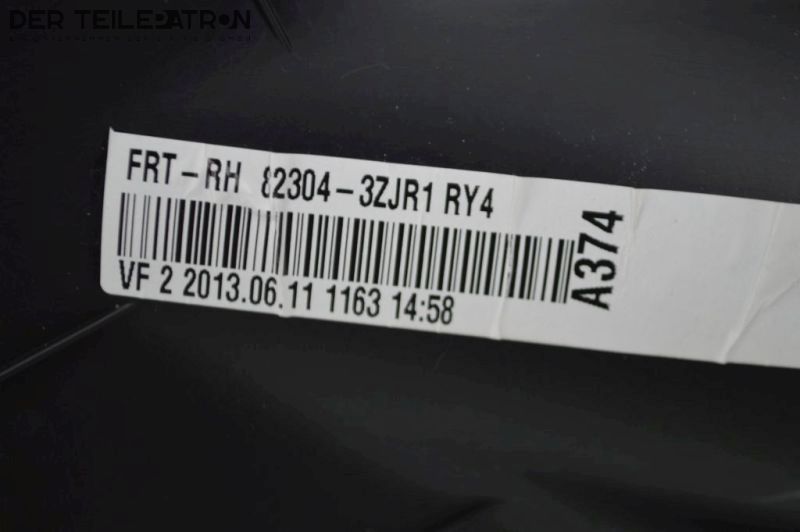 DER TEILEPATRON
FRT-RH 82304-3ZJR1 RY4
A374
VF 2 2013.06.11 1163 14:58